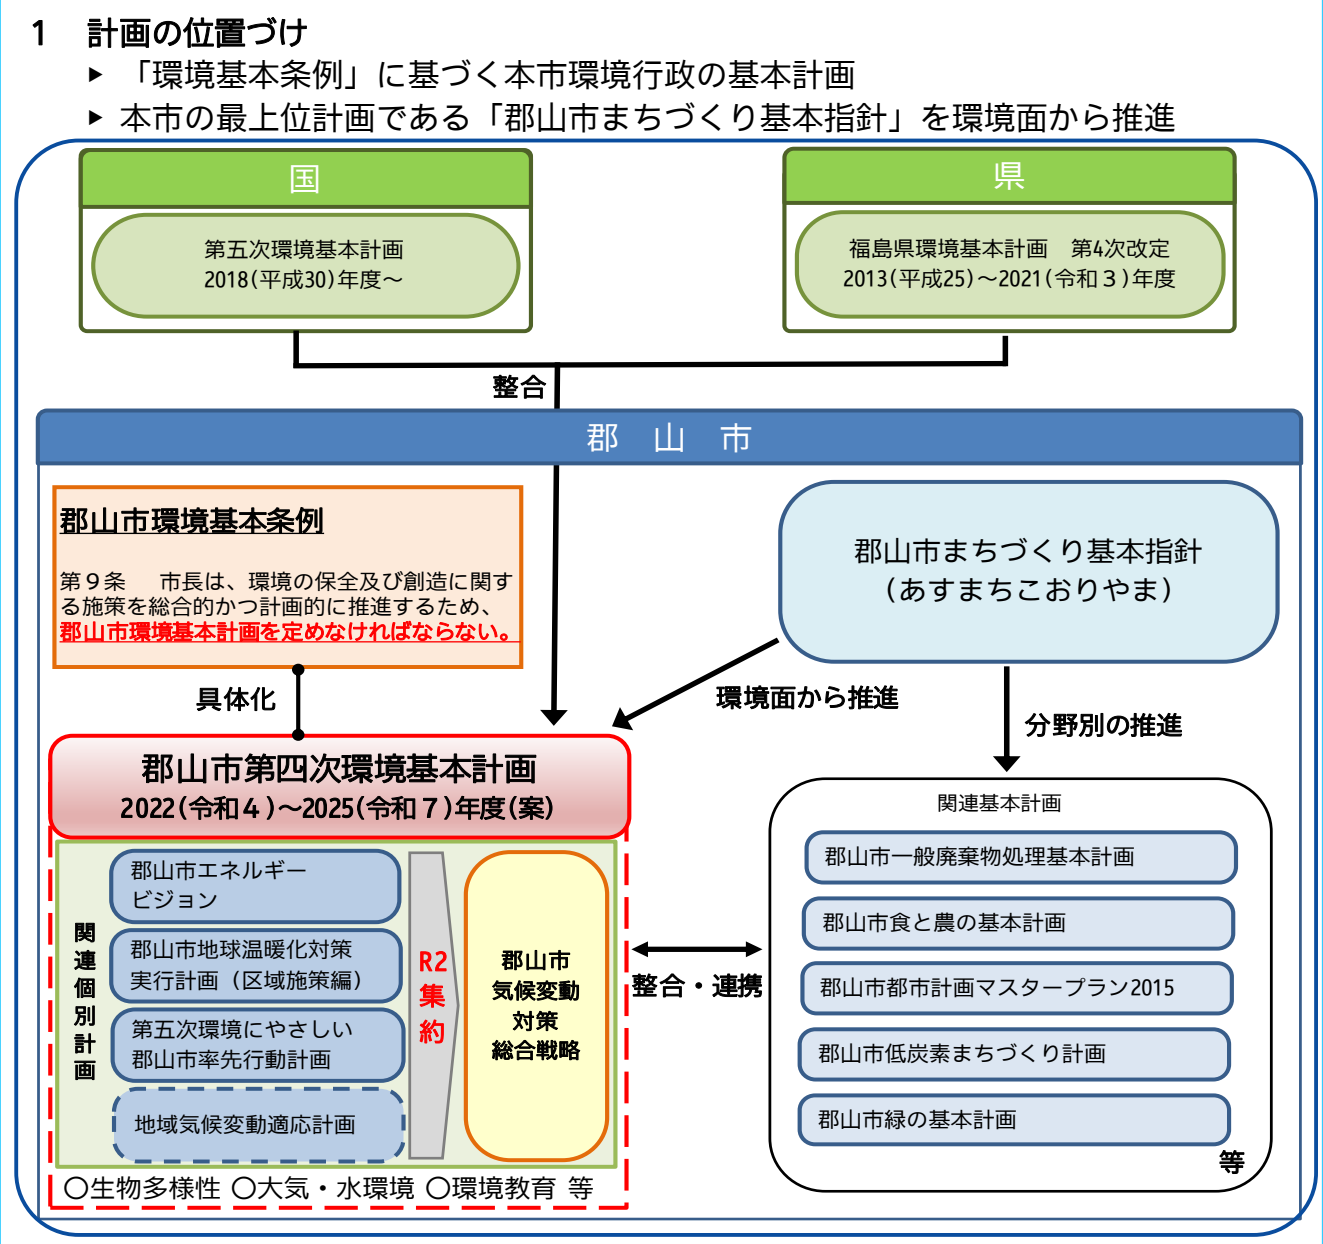 1　計画の位置づけ
▶ 「環境基本条例」に基づく本市環境行政の基本計画
▶ 本市の最上位計画である「郡山市まちづくり基本指針」を環境面から推進
国
第五次環境基本計画
2018(平成30)年度～
県
福島県環境基本計画　第4次改定
2013(平成25)～2021(令和３)年度
整合
郡　山　市
郡山市環境基本条例
第９条　市長は、環境の保全及び創造に関す
る施策を総合的かつ計画的に推進するため、
郡山市環境基本計画を定めなければならない。
郡山市まちづくり基本指針
（あすまちこおりやま）
具体化
環境面から推進
分野別の推進
郡山市第四次環境基本計画
2022(令和４)～2025(令和７)年度(案)
関連個別計画
郡山市エネルギー
ビジョン
郡山市地球温暖化対策
実行計画（区域施策編）
第五次環境にやさしい
郡山市率先行動計画
地域気候変動適応計画
R2
集
約
郡山市
気候変動
対策
総合戦略
〇生物多様性 〇大気・水環境 〇環境教育 等
整合・連携
関連基本計画
郡山市一般廃棄物処理基本計画
郡山市食と農の基本計画
郡山市都市計画マスタープラン2015
郡山市低炭素まちづくり計画
郡山市緑の基本計画
等